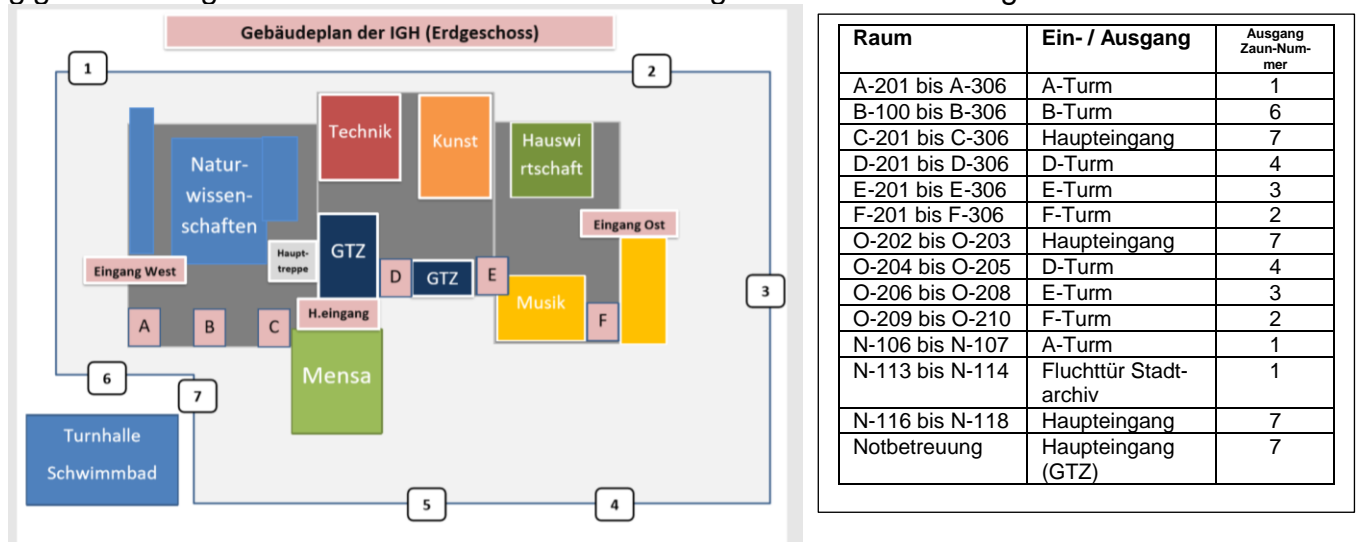 Gebäudeplan der IGH (Erdgeschoss)
1
2
Technik
Kunst
Hauswi
rtschaft
Natur-
wissen-
schaften
Eingang Ost
Haupt-
treppe
GTZ
Eingang West
D
GTZ
E
3
Musik
H.eingang
A
B
C
F
Mensa
6
7
Turnhalle
Schwimmbad
5
4
Raum Ein- / Ausgang Ausgang
Zaun-Num-
mer
A-201 bis A-306 A-Turm 1
B-100 bis B-306 B-Turm 6
C-201 bis C-306 Haupteingang 7
D-201 bis D-306 D-Turm 4
E-201 bis E-306 E-Turm 3
F-201 bis F-306 F-Turm 2
O-202 bis O-203 Haupteingang 7
O-204 bis O-205 D-Turm 4
O-206 bis O-208 E-Turm 3
O-209 bis O-210 F-Turm 2
N-106 bis N-107 A-Turm 1
N-113 bis N-114 Fluchttür Stadt- 1
archiv
N-116 bis N-118 Haupteingang 7
Notbetreuung Haupteingang 7
(GTZ)